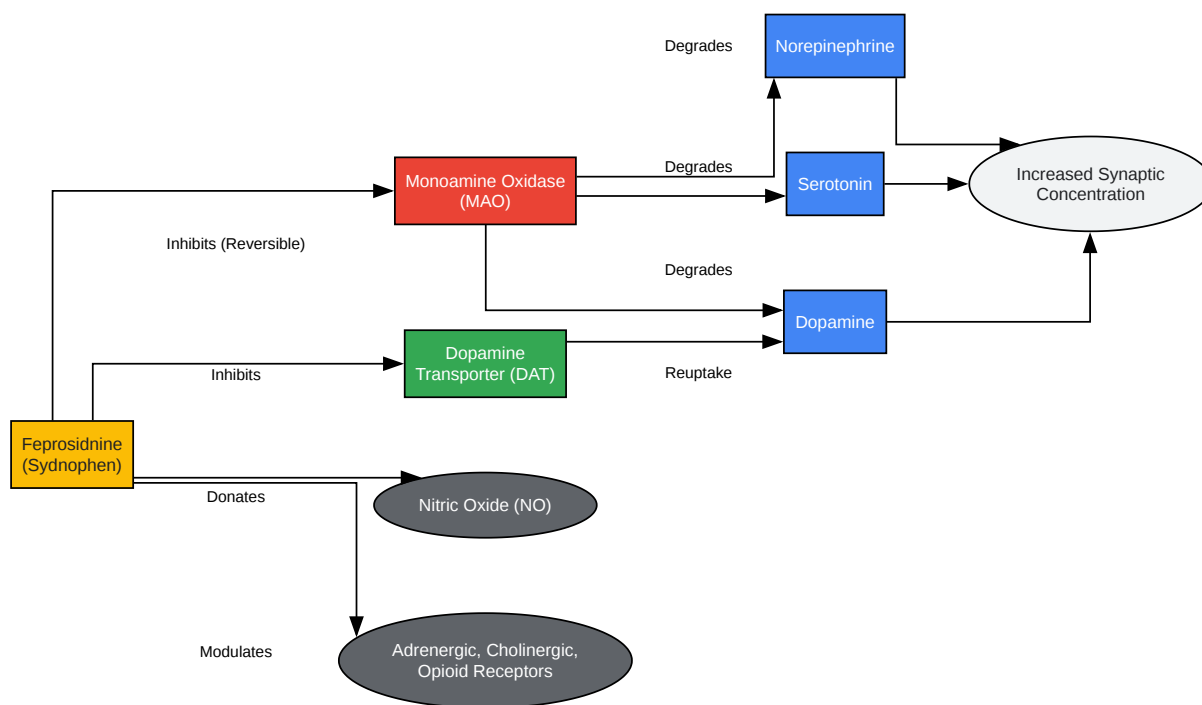 Degrades
Norepinephrine
Monoamine Oxidase
(MAO)
Degrades
Serotonin
Increased Synaptic
Concentration
Inhibits (Reversible)
Degrades
Dopamine
Inhibits
Dopamine
Transporter (DAT)
Reuptake
Feprosidnine
(Sydnophen)
Donates
Nitric Oxide (NO)
Modulates
Adrenergic, Cholinergic,
Opioid Receptors